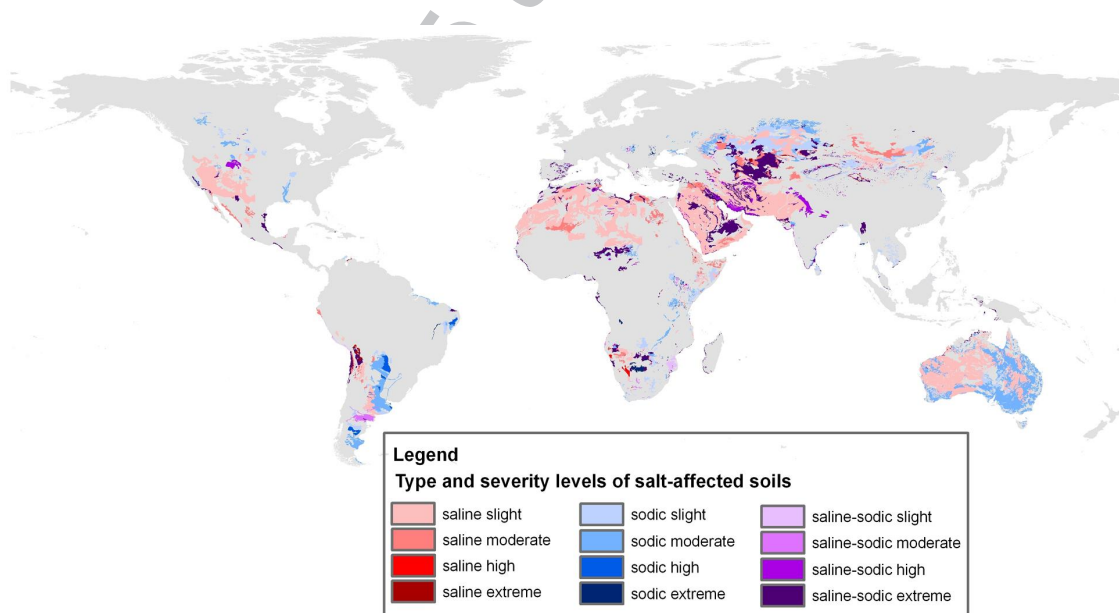 Legend
Type and severity levels of salt-affected soils
saline slight
saline moderate
saline high
saline extreme
sodic slight
sodic moderate
sodic high
sodic extreme
saline-sodic slight
saline-sodic moderate
saline-sodic high
saline-sodic extreme